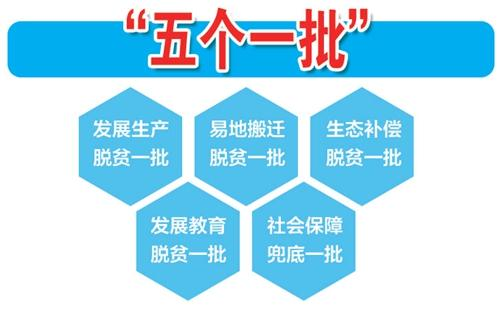 “五个一批”
发展生产
脱贫一批
易地搬迁
脱贫一批
生态补偿
脱贫一批
发展教育
脱贫一批
社会保障
兜底一批